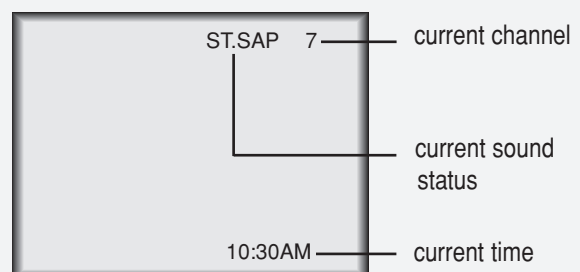 ST.SAP 7 current channel
current sound
status
10:30AM current time